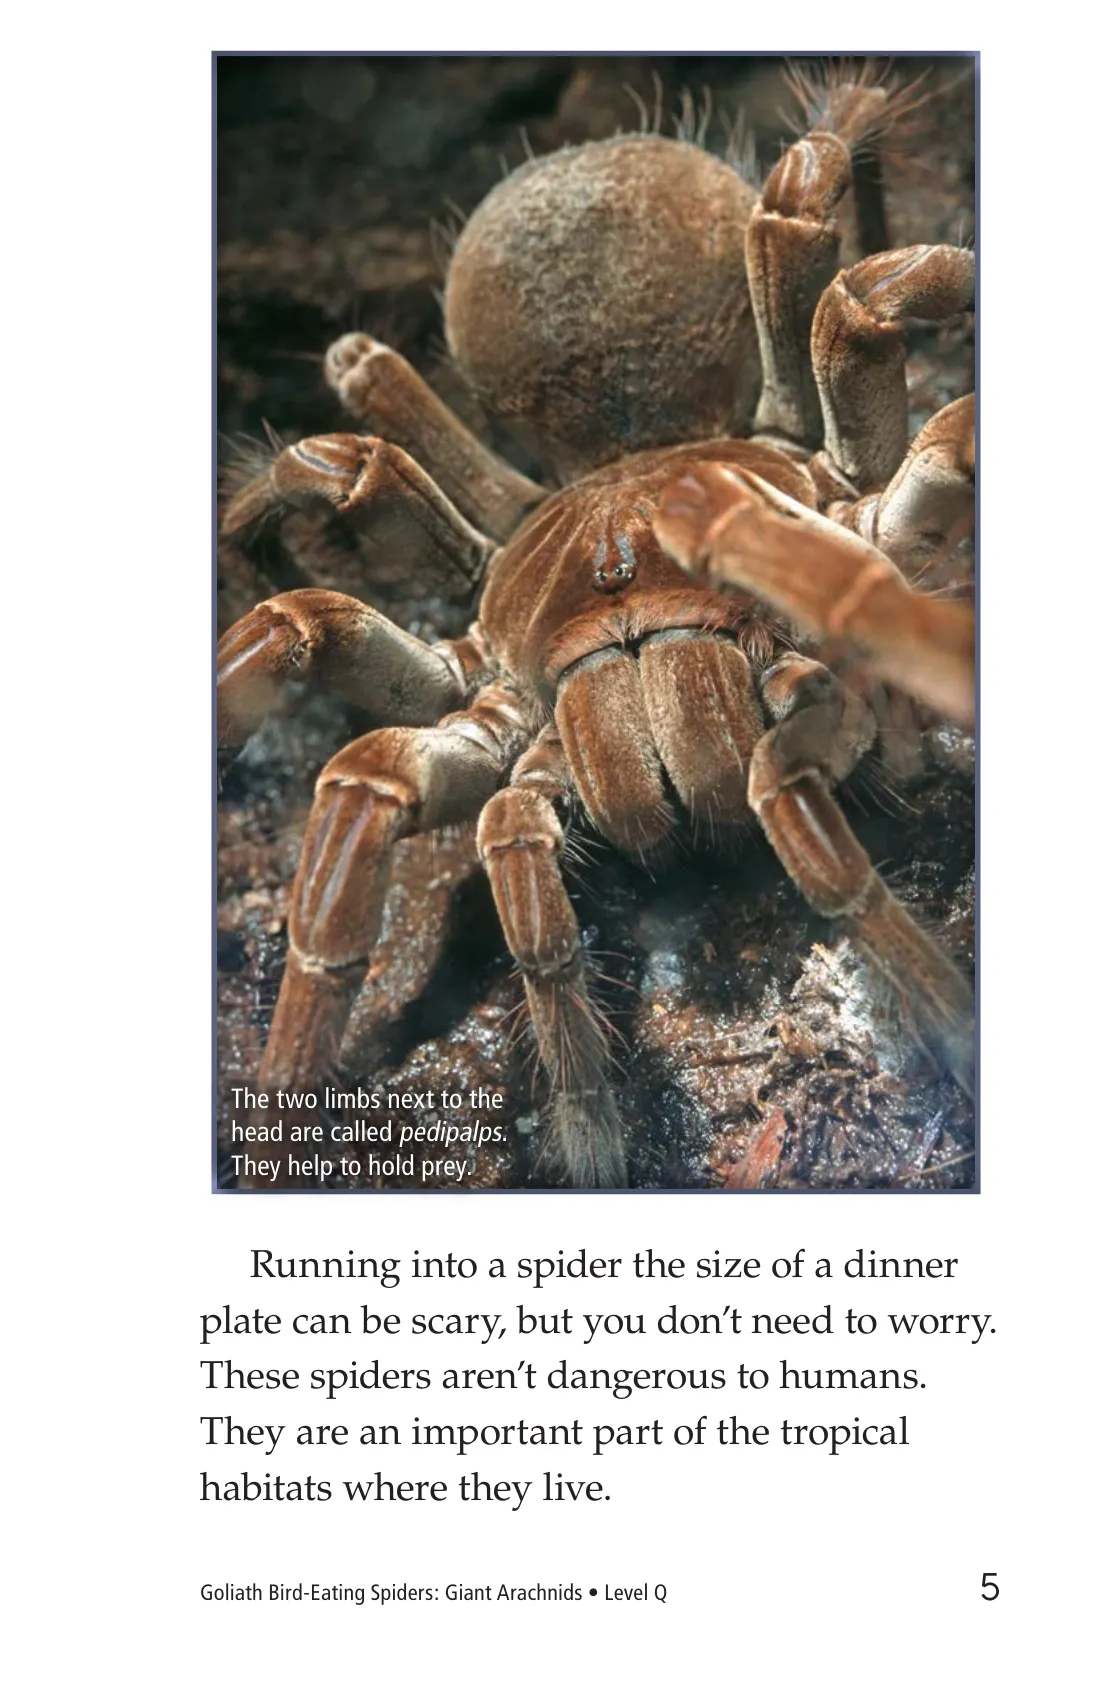 The two limbs next to the
head are called pedipalps.
They help to hold prey.
Running into a spider the size of a dinner
plate can be scary, but you don’t need to worry.
These spiders aren’t dangerous to humans.
They are an important part of the tropical
habitats where they live.
Goliath Bird-Eating Spiders: Giant Arachnids • Level Q
5